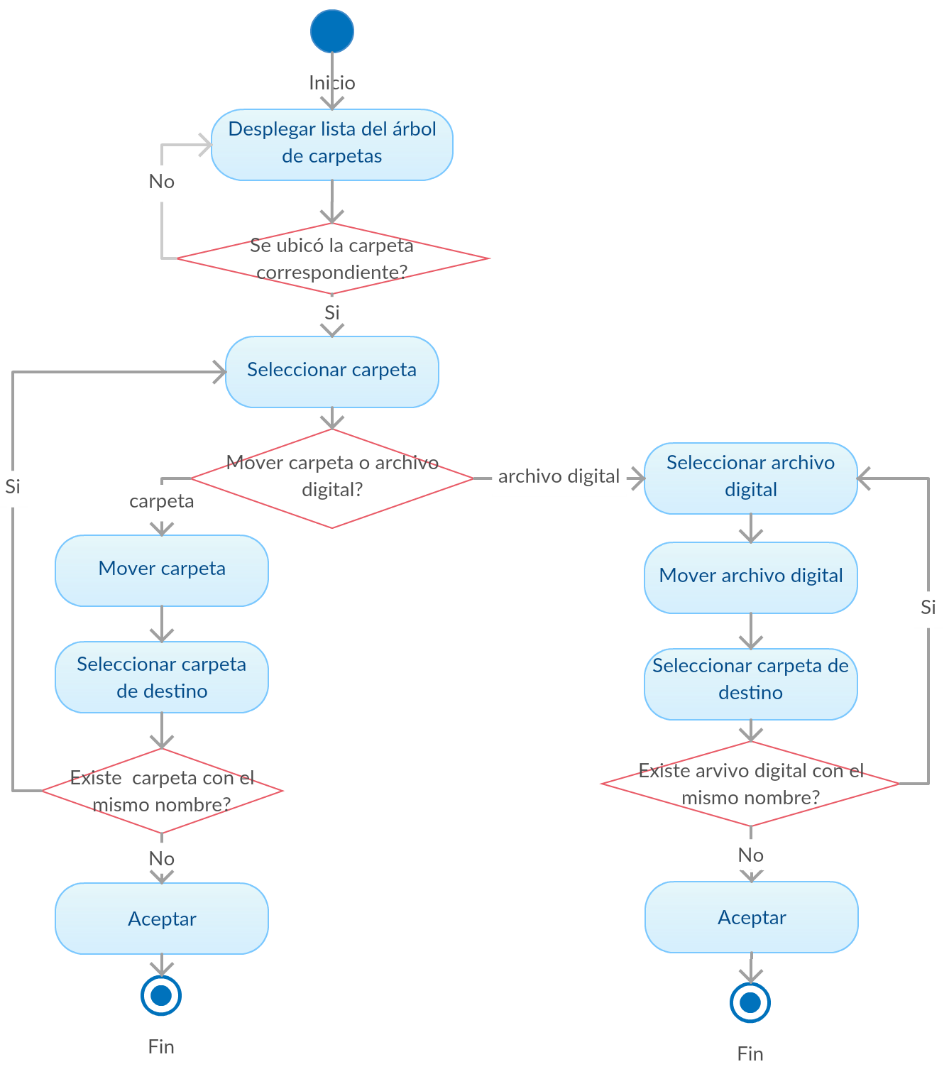 Inicio
Desplegar lista del árbol
de carpetas
No
Se ubicó la carpeta
correspondiente?
Si
Seleccionar carpeta
Mover carpeta o archivo
digital?
archivo digital
Seleccionar archivo
digital
Si
carpeta
Mover carpeta
Mover archivo digital
Si
Seleccionar carpeta
de destino
Seleccionar carpeta de
destino
Existe carpeta con el
mismo nombre?
Existe arvivo digital con el
mismo nombre?
No
No
Aceptar
Aceptar
Fin
Fin